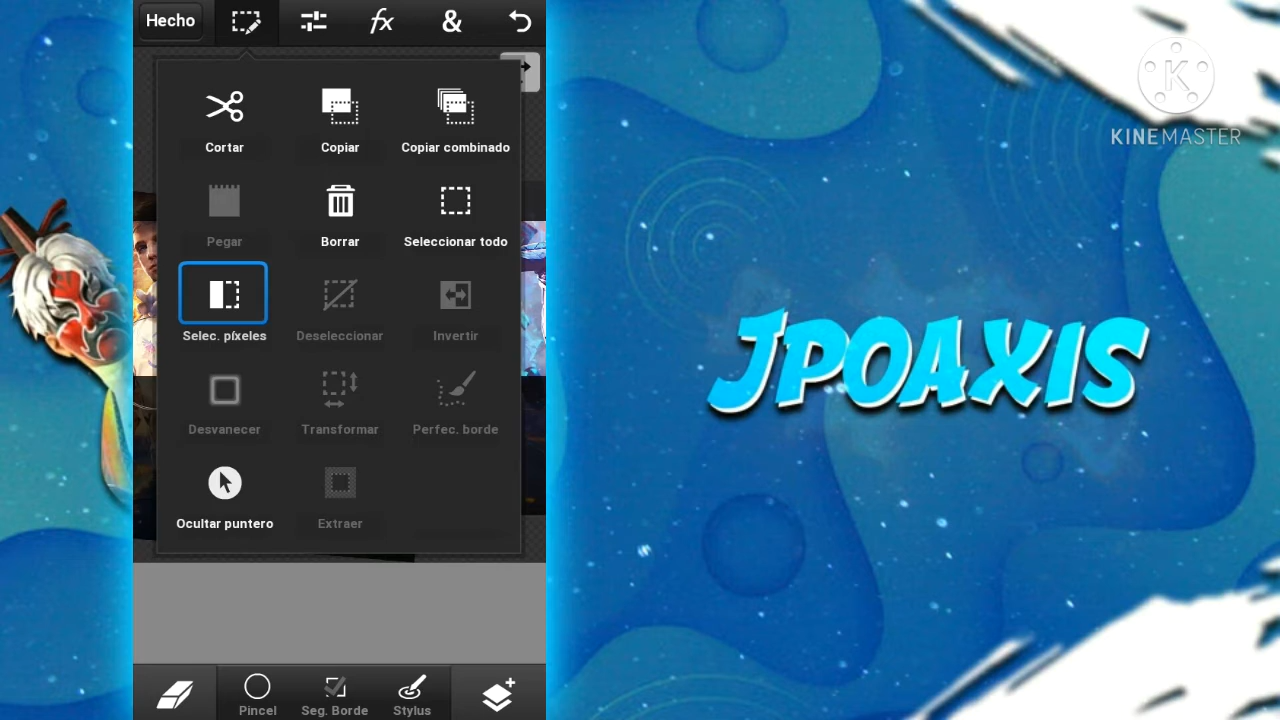 Hecho
fx
&
Cortar
Copiar
Copiar combinado
Pegar
Borrar
Seleccionar todo
Selec. píxeles
Deseleccionar
Invertir
Desvanecer
Transformar
Perfec. borde
Ocultar puntero
Extraer
Pincel
Seg. Borde
Stylus
K
KINEMASTER
JPOAXIS